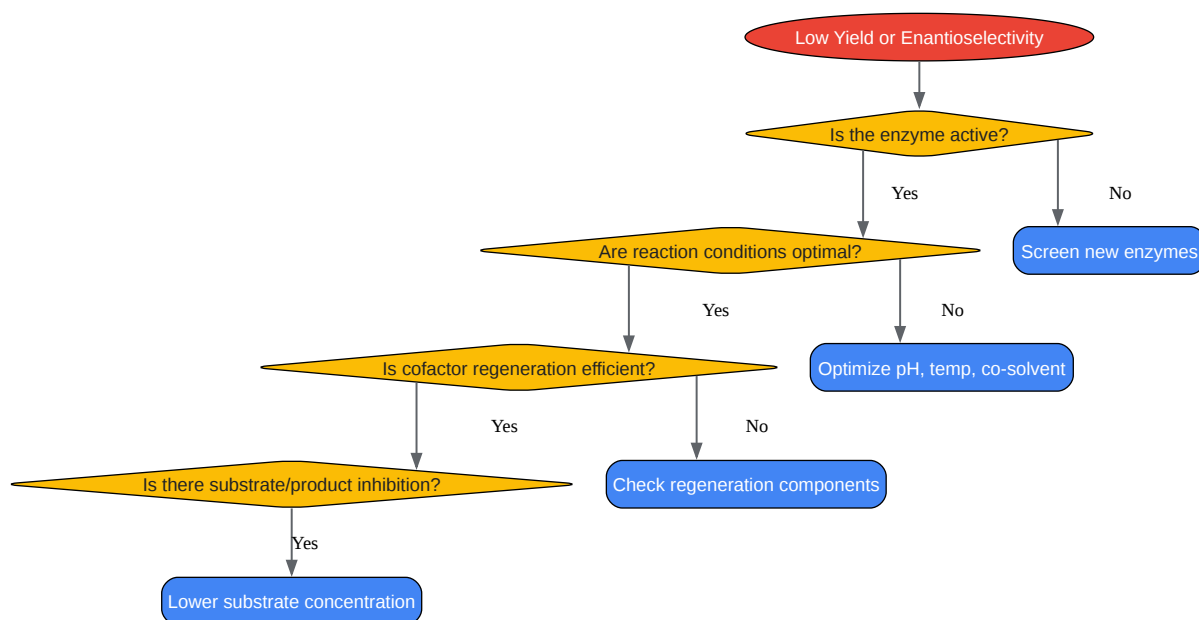 Low Yield or Enantioselectivity
Is the enzyme active?
Yes
No
Are reaction conditions optimal?
Screen new enzymes
Yes
No
Is cofactor regeneration efficient?
Optimize pH, temp, co-solvent
Yes
No
Is there substrate/product inhibition?
Check regeneration components
Yes
Lower substrate concentration